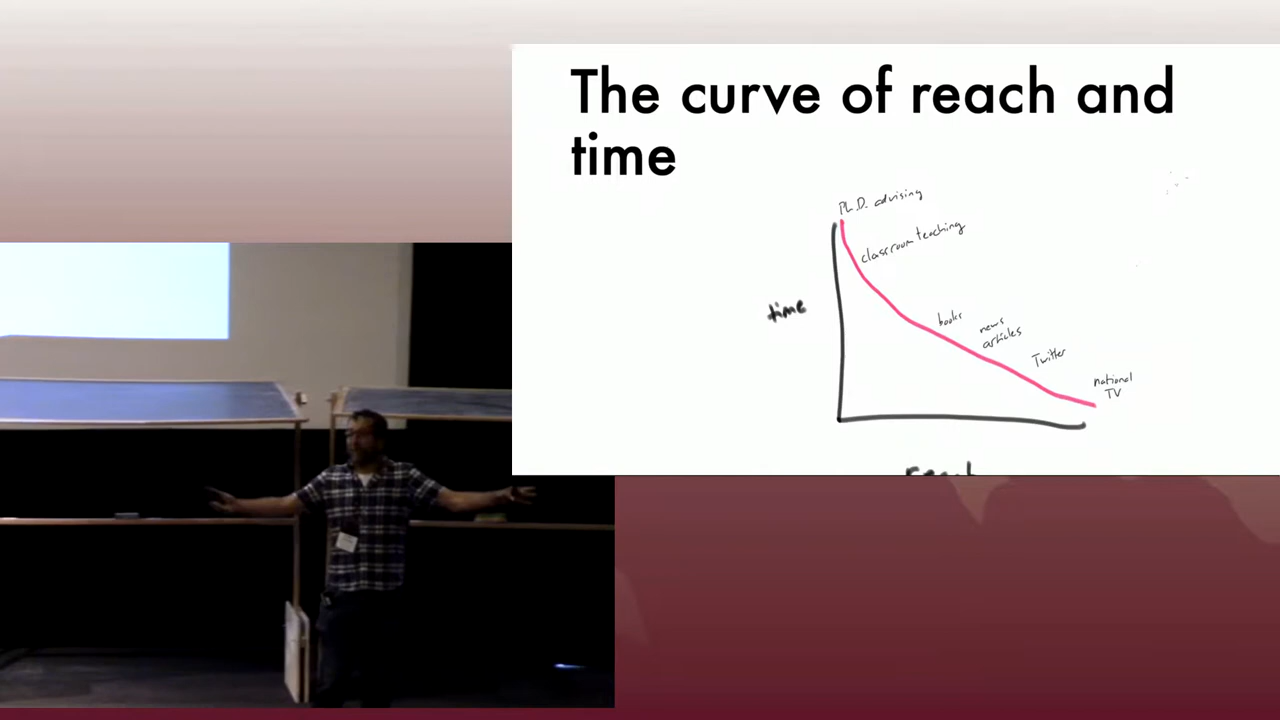 The curve of reach and
time
Ph.D. advising
classroom teaching
time
books
news
articles
Twitter
national
TV